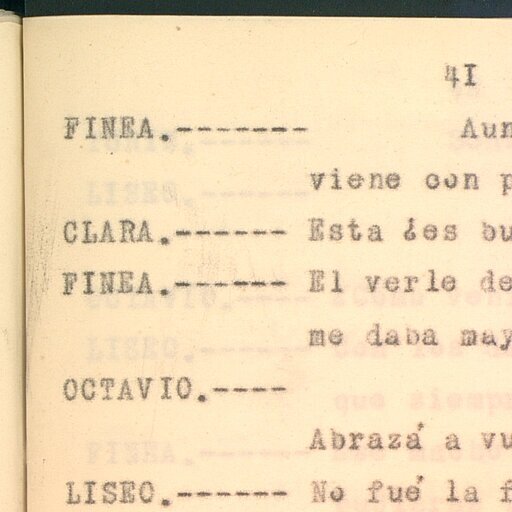 41
FINEA.------- Aun
viene con p
CLARA.------ Esta ¿es bu
FINEA.------ El verle de
me daba may
OCTAVIO.----
Abrazá a vu
LISEO.------ No fué la f